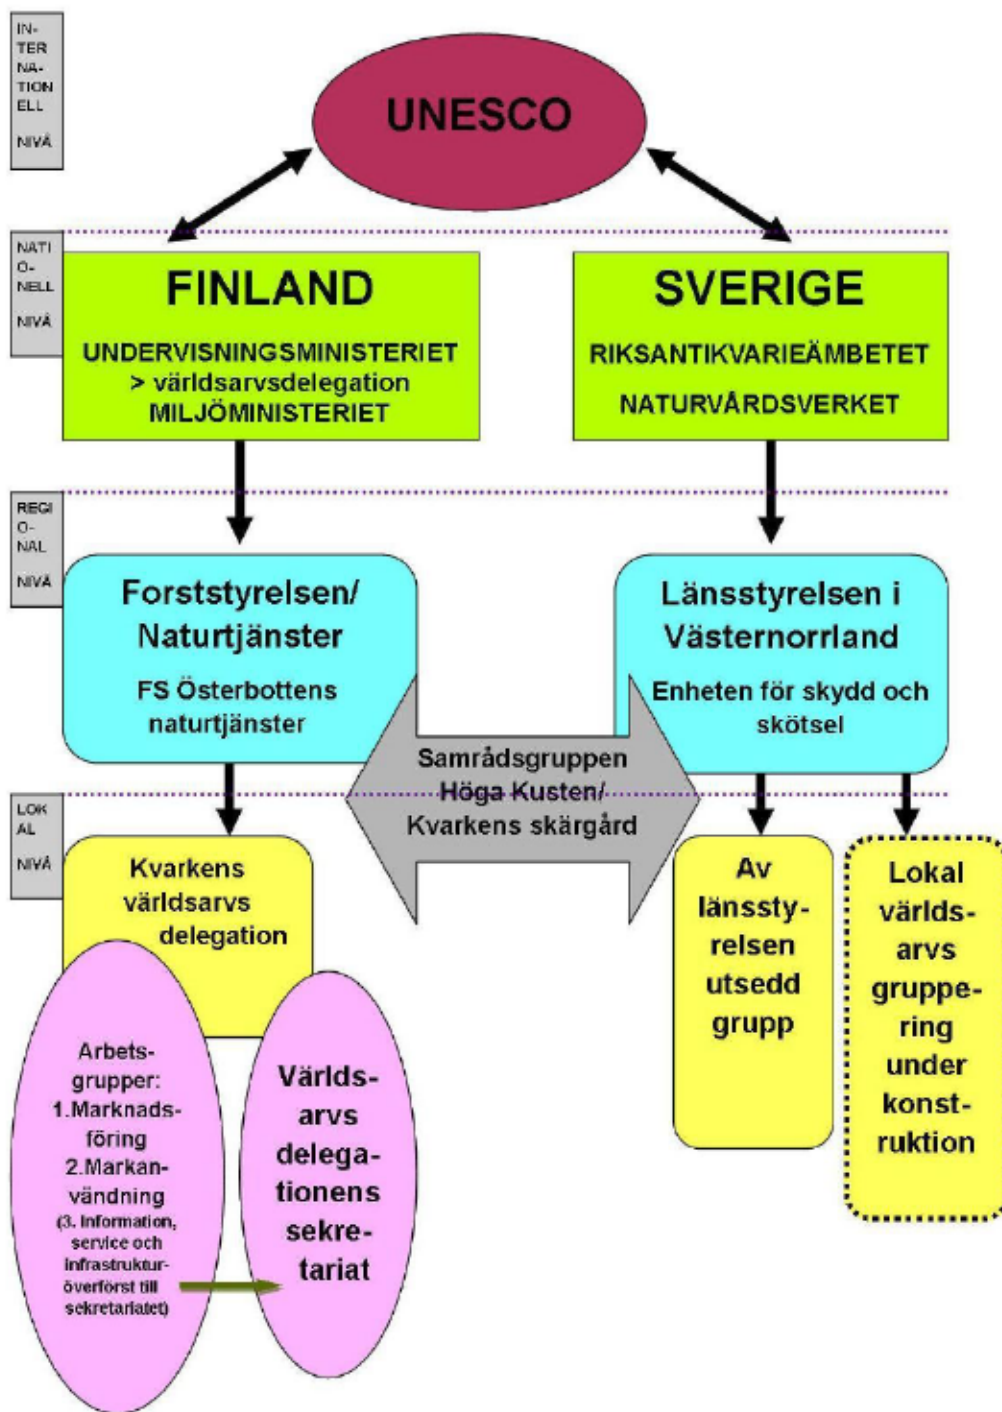 IN-
TER
NA-
TION
ELL
NIVÅ
UNESCO
NATI
O-
NELL
NIVÅ
FINLAND
UNDERVISNINGSMINISTERIET
> världsarvsdelegation
MILJÖMINISTERIET
SVERIGE
RIKSANTIKVARIEÄMBETET
NATURVÅRDSVERKET
REGI
O-
NAL
NIVÅ
Forststyrelsen/
Naturtjänster
FS Österbottens
naturtjänster
Länsstyrelsen i
Västernorrland
Enheten för skydd och
skötsel
Samrådsgruppen
Höga Kusten/
Kvarkens skärgård
LOK
AL
NIVÅ
Kvarkens
världsarvs
delegation
Arbets-
grupper:
1.Marknads-
föring
2.Markan-
vändning
(3. Information,
service och
infrastruktur-
överförst till
sekretariatet)
Världs-
arvs
delega-
tionens
sekre-
tariat
Av
länssty-
relsen
utsedd
grupp
Lokal
världs-
arvs
gruppe-
ring
under
konst-
ruktion